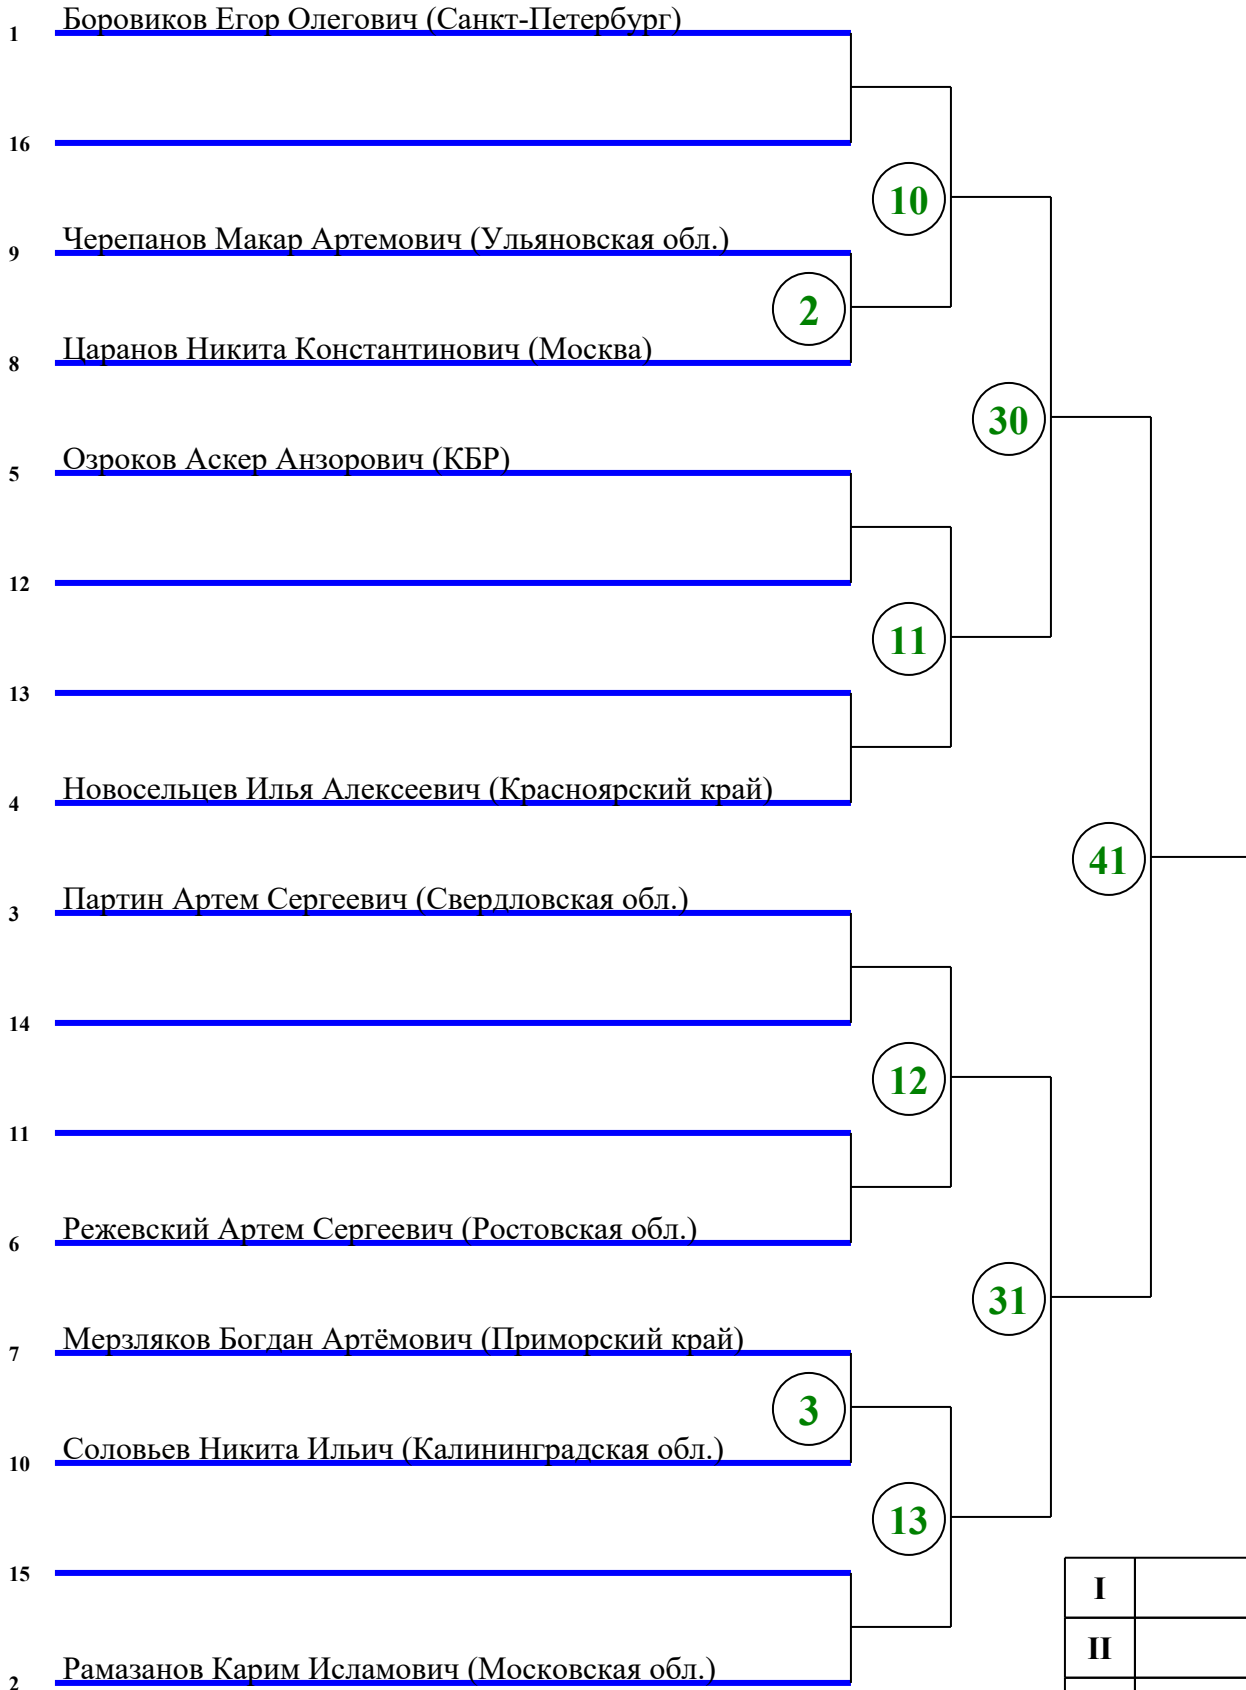 1 Боровиков Егор Олегович (Санкт-Петербург)
16
10
9 Черепанов Макар Артемович (Ульяновская обл.)
2
8 Царанов Никита Константинович (Москва)
30
5 Озроков Аскер Анзорович (КБР)
12
11
13
4 Новосельцев Илья Алексеевич (Красноярский край)
41
3 Партин Артем Сергеевич (Свердловская обл.)
14
12
11
6 Режевский Артем Сергеевич (Ростовская обл.)
31
7 Мерзляков Богдан Артёмович (Приморский край)
3
10 Соловьев Никита Ильич (Калининградская обл.)
13
15
I
II
2 Рамазанов Карим Исламович (Московская обл.)